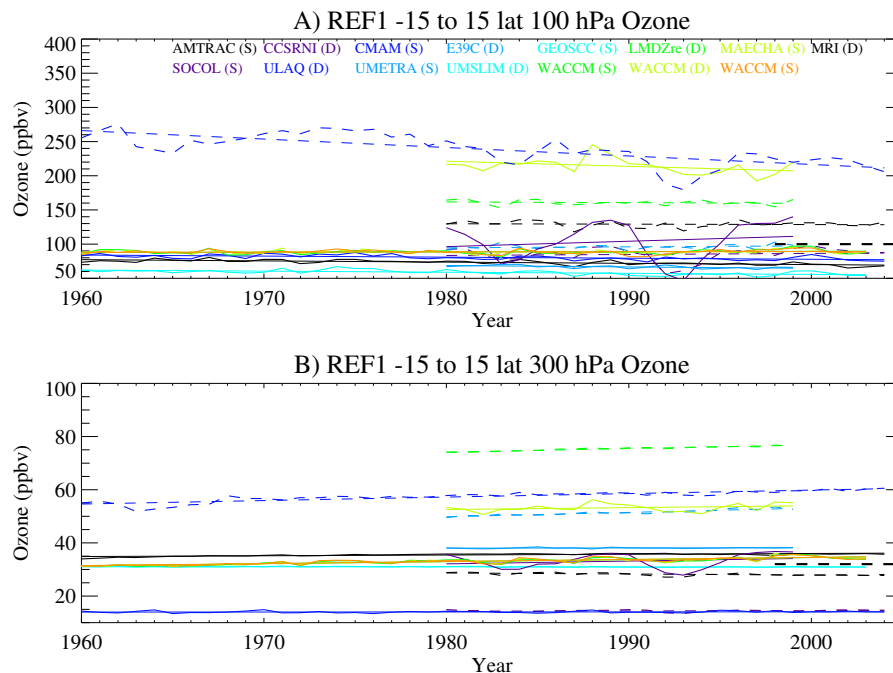 A) REF1 -15 to 15 lat 100 hPa Ozone
AMTRAC (S) CCSRNI (D) CMAM (S) E39C (D) GEOSCC (S) LMDZre (D) MAECHA (S) MRI (D)
SOCOL (S) ULAQ (D) UMETRA (S) UMSLIM (D) WACCM (S) WACCM (D) WACCM (S)
Ozone (ppbv)
400
350
300
250
200
150
100
50
1960 1970 1980 1990 2000
Year
B) REF1 -15 to 15 lat 300 hPa Ozone
Ozone (ppbv)
100
80
60
40
20
1960 1970 1980 1990 2000
Year